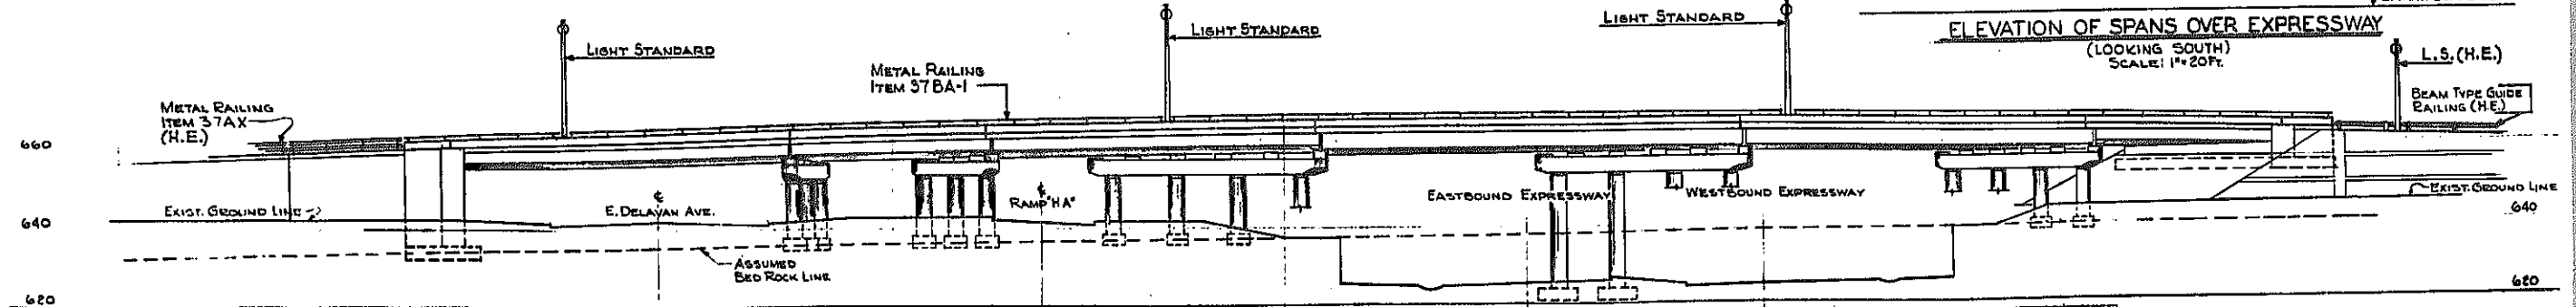 LIGHT STANDARD
LIGHT STANDARD
LIGHT STANDARD
ELEVATION OF SPANS OVER EXPRESSWAY
(LOOKING SOUTH)
SCALE: 1"=20FT.
L.S. (H.E.)
METAL RAILING
ITEM 37BA-1
METAL RAILING
ITEM 37AX
(H.E.)
BEAM TYPE GUIDE
RAILING (H.E.)
660
EXIST. GROUND LINE
℄
E. DELAVAN AVE.
℄
RAMP "HA"
EASTBOUND EXPRESSWAY
WESTBOUND EXPRESSWAY
EXIST. GROUND LINE
640
640
ASSUMED
BED ROCK LINE
620
620